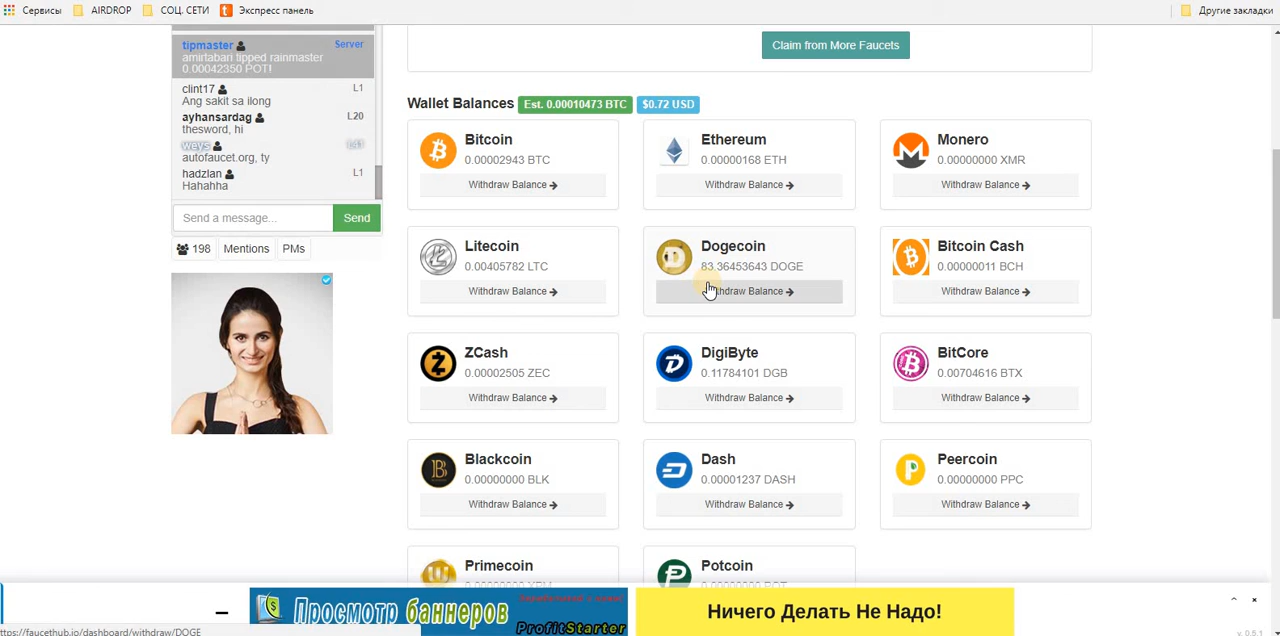 Сервисы
AIRDROP
СОЦ. СЕТИ
Экспресс панель
Другие закладки
tipmaster
Server
amirtabari tipped rainmaster
0.00042350 POT!
clint17
L1
Ang sakit sa ilong
ayhansardag
L20
thesword, hi
weys
L41
autofaucet.org, ty
hadzlan
L1
Hahahha
Send a message...
Send
198
Mentions
PMs
Claim from More Faucets
Wallet Balances
Est. 0.00010473 BTC
$0.72 USD
Bitcoin
0.00002943 BTC
Withdraw Balance
Ethereum
0.00000168 ETH
Withdraw Balance
Monero
0.00000000 XMR
Withdraw Balance
Litecoin
0.00405782 LTC
Withdraw Balance
Dogecoin
83.36453643 DOGE
Withdraw Balance
Bitcoin Cash
0.00000011 BCH
Withdraw Balance
ZCash
0.00002505 ZEC
Withdraw Balance
DigiByte
0.11784101 DGB
Withdraw Balance
BitCore
0.00704616 BTX
Withdraw Balance
Blackcoin
0.00000000 BLK
Withdraw Balance
Dash
0.00001237 DASH
Withdraw Balance
Peercoin
0.00000000 PPC
Withdraw Balance
Primecoin
Potcoin
Просмотр баннеров
ProfitStarter
Ничего Делать Не Надо!
ttps://faucethub.io/dashboard/withdraw/DOGE
v. 0.5.1